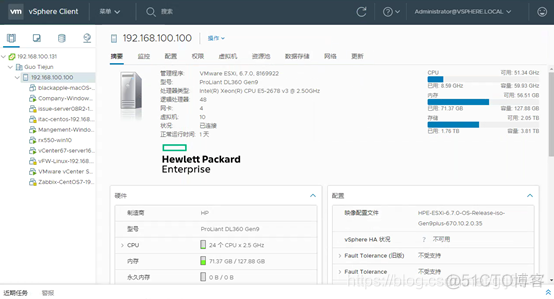 vm vSphere Client 菜单 搜索 Administrator@VSPHERE.LOCAL
192.168.100.131
Guo Tiejun
192.168.100.100
blackapple-macOS-...
Company-Window...
issue-server08R2-1...
itac-centos-192.16...
Mangement-Window...
rx550-win10
vCenter67-server16...
vFW-Linux-192.168...
VMware vCenter S...
Zabbix-CentOS7-19...
192.168.100.100 操作
摘要 监控 配置 权限 虚拟机 资源池 数据存储 网络 更新
管理程序: VMware ESXi, 6.7.0, 8169922
型号: ProLiant DL360 Gen9
处理器类型: Intel(R) Xeon(R) CPU E5-2678 v3 @ 2.50GHz
逻辑处理器: 48
网卡: 4
虚拟机: 10
状况: 已连接
正常运行时间: 1 天
CPU 可用: 51.34 GHz
已用: 8.59 GHz 容量: 59.93 GHz
内存 可用: 56.51 GB
已用: 71.37 GB 容量: 127.88 GB
存储 可用: 2.05 TB
已用: 1.76 TB 容量: 3.81 TB
Hewlett Packard
Enterprise
硬件
制造商 HP
型号 ProLiant DL360 Gen9
CPU 24 个 CPU x 2.5 GHz
内存 71.37 GB / 127.88 GB
永久内存 0 B / 0 B
配置
映像配置文件 HPE-ESXi-6.7.0-OS-Release-iso-
Gen9plus-670.10.2.0.35
vSphere HA 状况 ? 不可用
Fault Tolerance (旧版) 不受支持
Fault Tolerance 不受支持
近期任务 警报
@51CTO博客